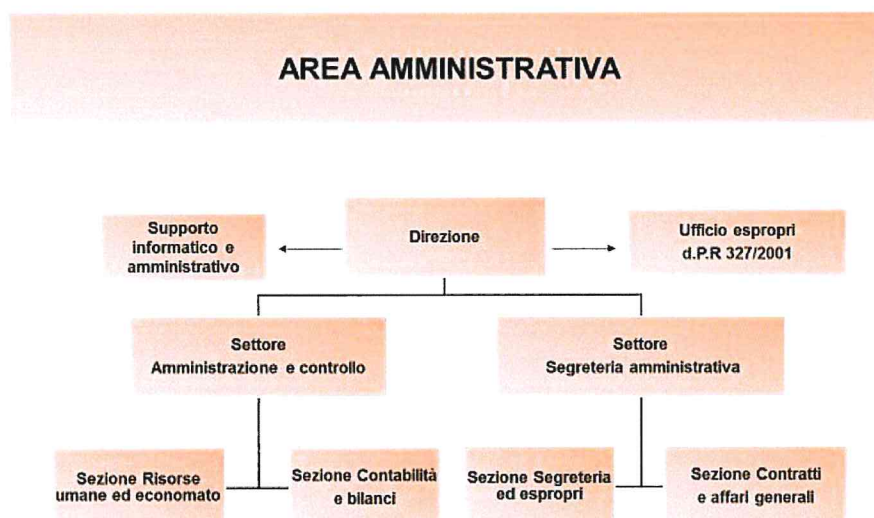 AREA AMMINISTRATIVA
Supporto
informatico e
amministrativo
Direzione
Ufficio espropri
d.P.R 327/2001
Settore
Amministrazione e controllo
Settore
Segreteria amministrativa
Sezione Risorse
umane ed economato
Sezione Contabilità
e bilanci
Sezione Segreteria
ed espropri
Sezione Contratti
e affari generali